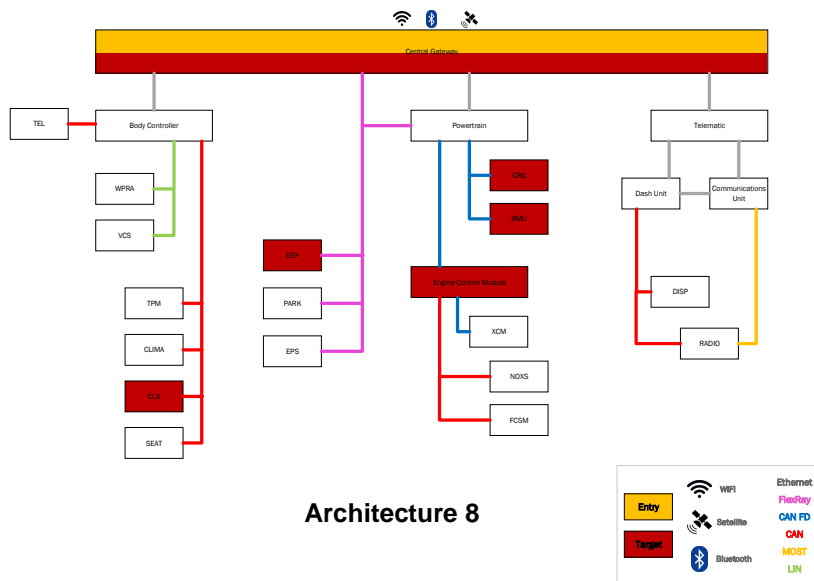 Central Gateway
TEL
Body Controller
Powertrain
Telematic
WPRA
VCS
CRG
BMU
Dash Unit
Communications
Unit
ESP
PARK
EPS
Engine Control Module
XCM
NOXS
FCSM
TPM
CLIMA
CLS
SEAT
DISP
RADIO
Architecture 8
Entry
Target
WiFi
Satellite
Bluetooth
Ethernet
FlexRay
CAN FD
CAN
MOST
LIN